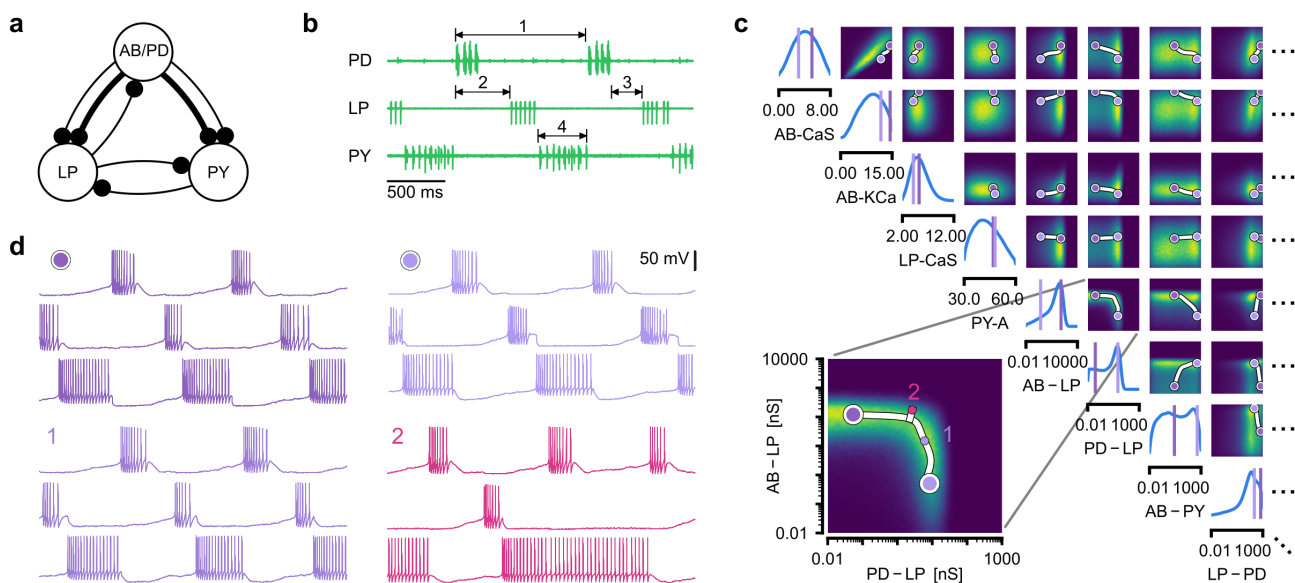 a
AB/PD
LP
PY
b
1
PD
2
3
LP
4
PY
500 ms
c
0.00 8.00
AB-CaS
0.00 15.00
AB-KCa
2.00 12.00
LP-CaS
30.0 60.0
PY-A
0.01 10000
AB – LP
0.01 1000
PD – LP
0.01 1000
AB – PY
0.01 1000
LP – PD
...
...
...
...
...
...
...
...
...
10000
AB – LP [nS]
0.01
2
1
0.01
1000
PD – LP [nS]
d
50 mV
1
2